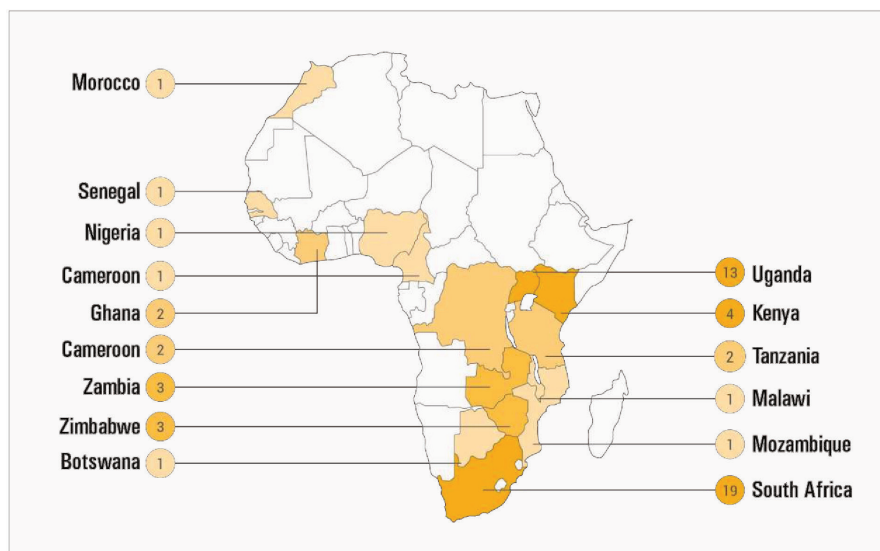 Morocco 1
Senegal 1
Nigeria 1
Cameroon 1
Ghana 2
Cameroon 2
Zambia 3
Zimbabwe 3
Botswana 1
13 Uganda
4 Kenya
2 Tanzania
1 Malawi
1 Mozambique
19 South Africa